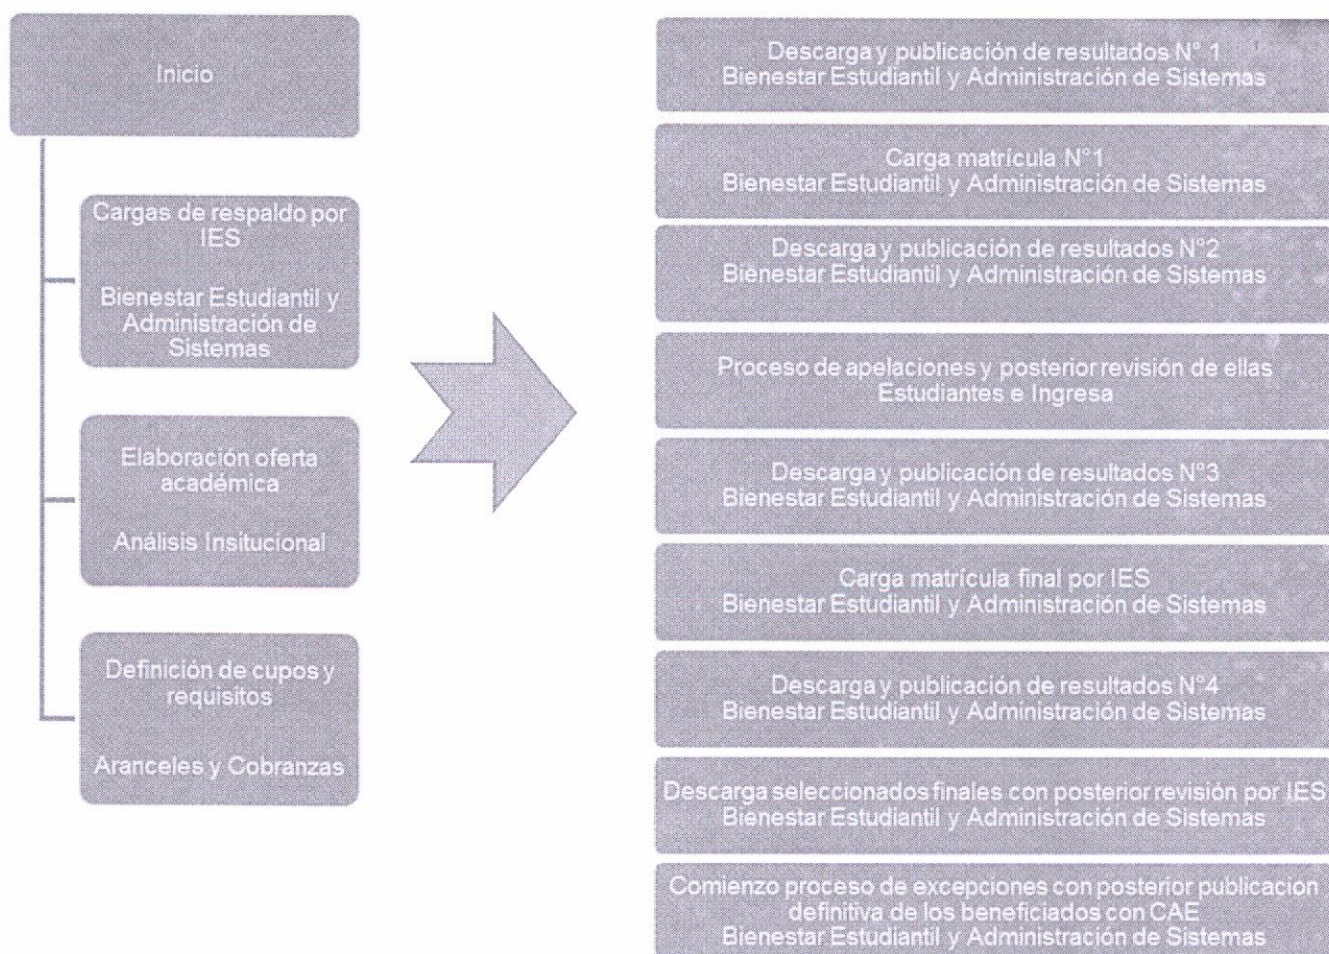 Inicio
Cargas de respaldo por
IES
Bienestar Estudiantil y
Administración de
Sistemas
Elaboración oferta
académica
Análisis Insitucional
Definición de cupos y
requisitos
Aranceles y Cobranzas
Descarga y publicación de resultados N° 1
Bienestar Estudiantil y Administración de Sistemas
Carga matrícula N°1
Bienestar Estudiantil y Administración de Sistemas
Descarga y publicación de resultados N°2
Bienestar Estudiantil y Administración de Sistemas
Proceso de apelaciones y posterior revisión de ellas
Estudiantes e Ingresa
Descarga y publicación de resultados N°3
Bienestar Estudiantil y Administración de Sistemas
Carga matrícula final por IES
Bienestar Estudiantil y Administración de Sistemas
Descarga y publicación de resultados N°4
Bienestar Estudiantil y Administración de Sistemas
Descarga seleccionados finales con posterior revisión por IES
Bienestar Estudiantil y Administración de Sistemas
Comienzo proceso de excepciones con posterior publicación
definitiva de los beneficiados con CAE
Bienestar Estudiantil y Administración de Sistemas